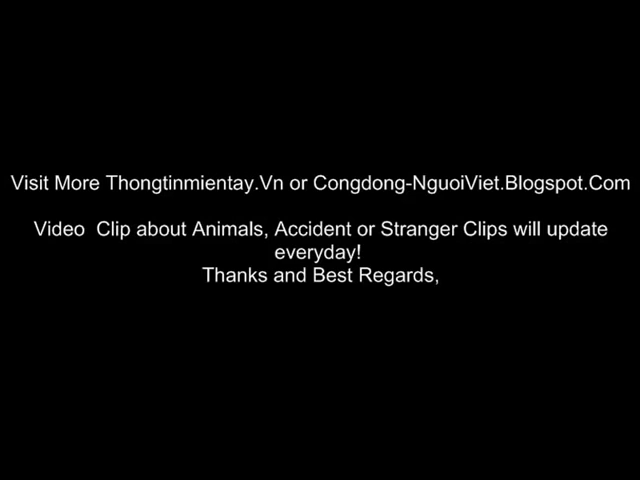 Visit More Thongtinmientay.Vn or Congdong-NguoiViet.Blogspot.Com
Video  Clip about Animals, Accident or Stranger Clips will update
everyday!
Thanks and Best Regards,